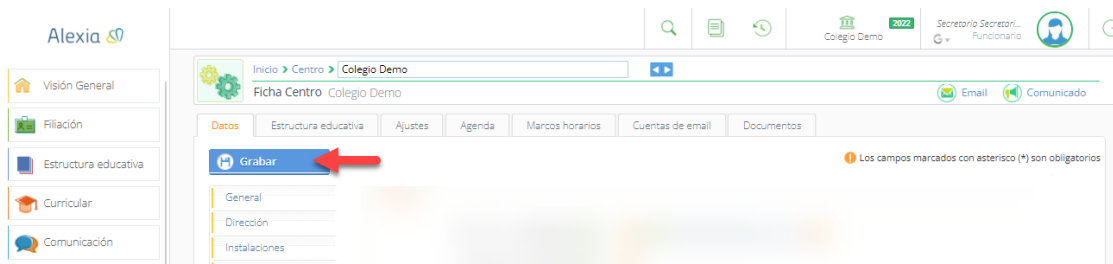 Alexia
Visión General
Filiación
Estructura educativa
Curricular
Comunicación
Colegio Demo
2022
Secretaria Secretari...
G
Funcionario
Inicio > Centro > Colegio Demo
Ficha Centro Colegio Demo
Email
Comunicado
Datos
Estructura educativa
Ajustes
Agenda
Marcos horarios
Cuentas de email
Documentos
Grabar
Los campos marcados con asterisco (*) son obligatorios
General
Dirección
Instalaciones